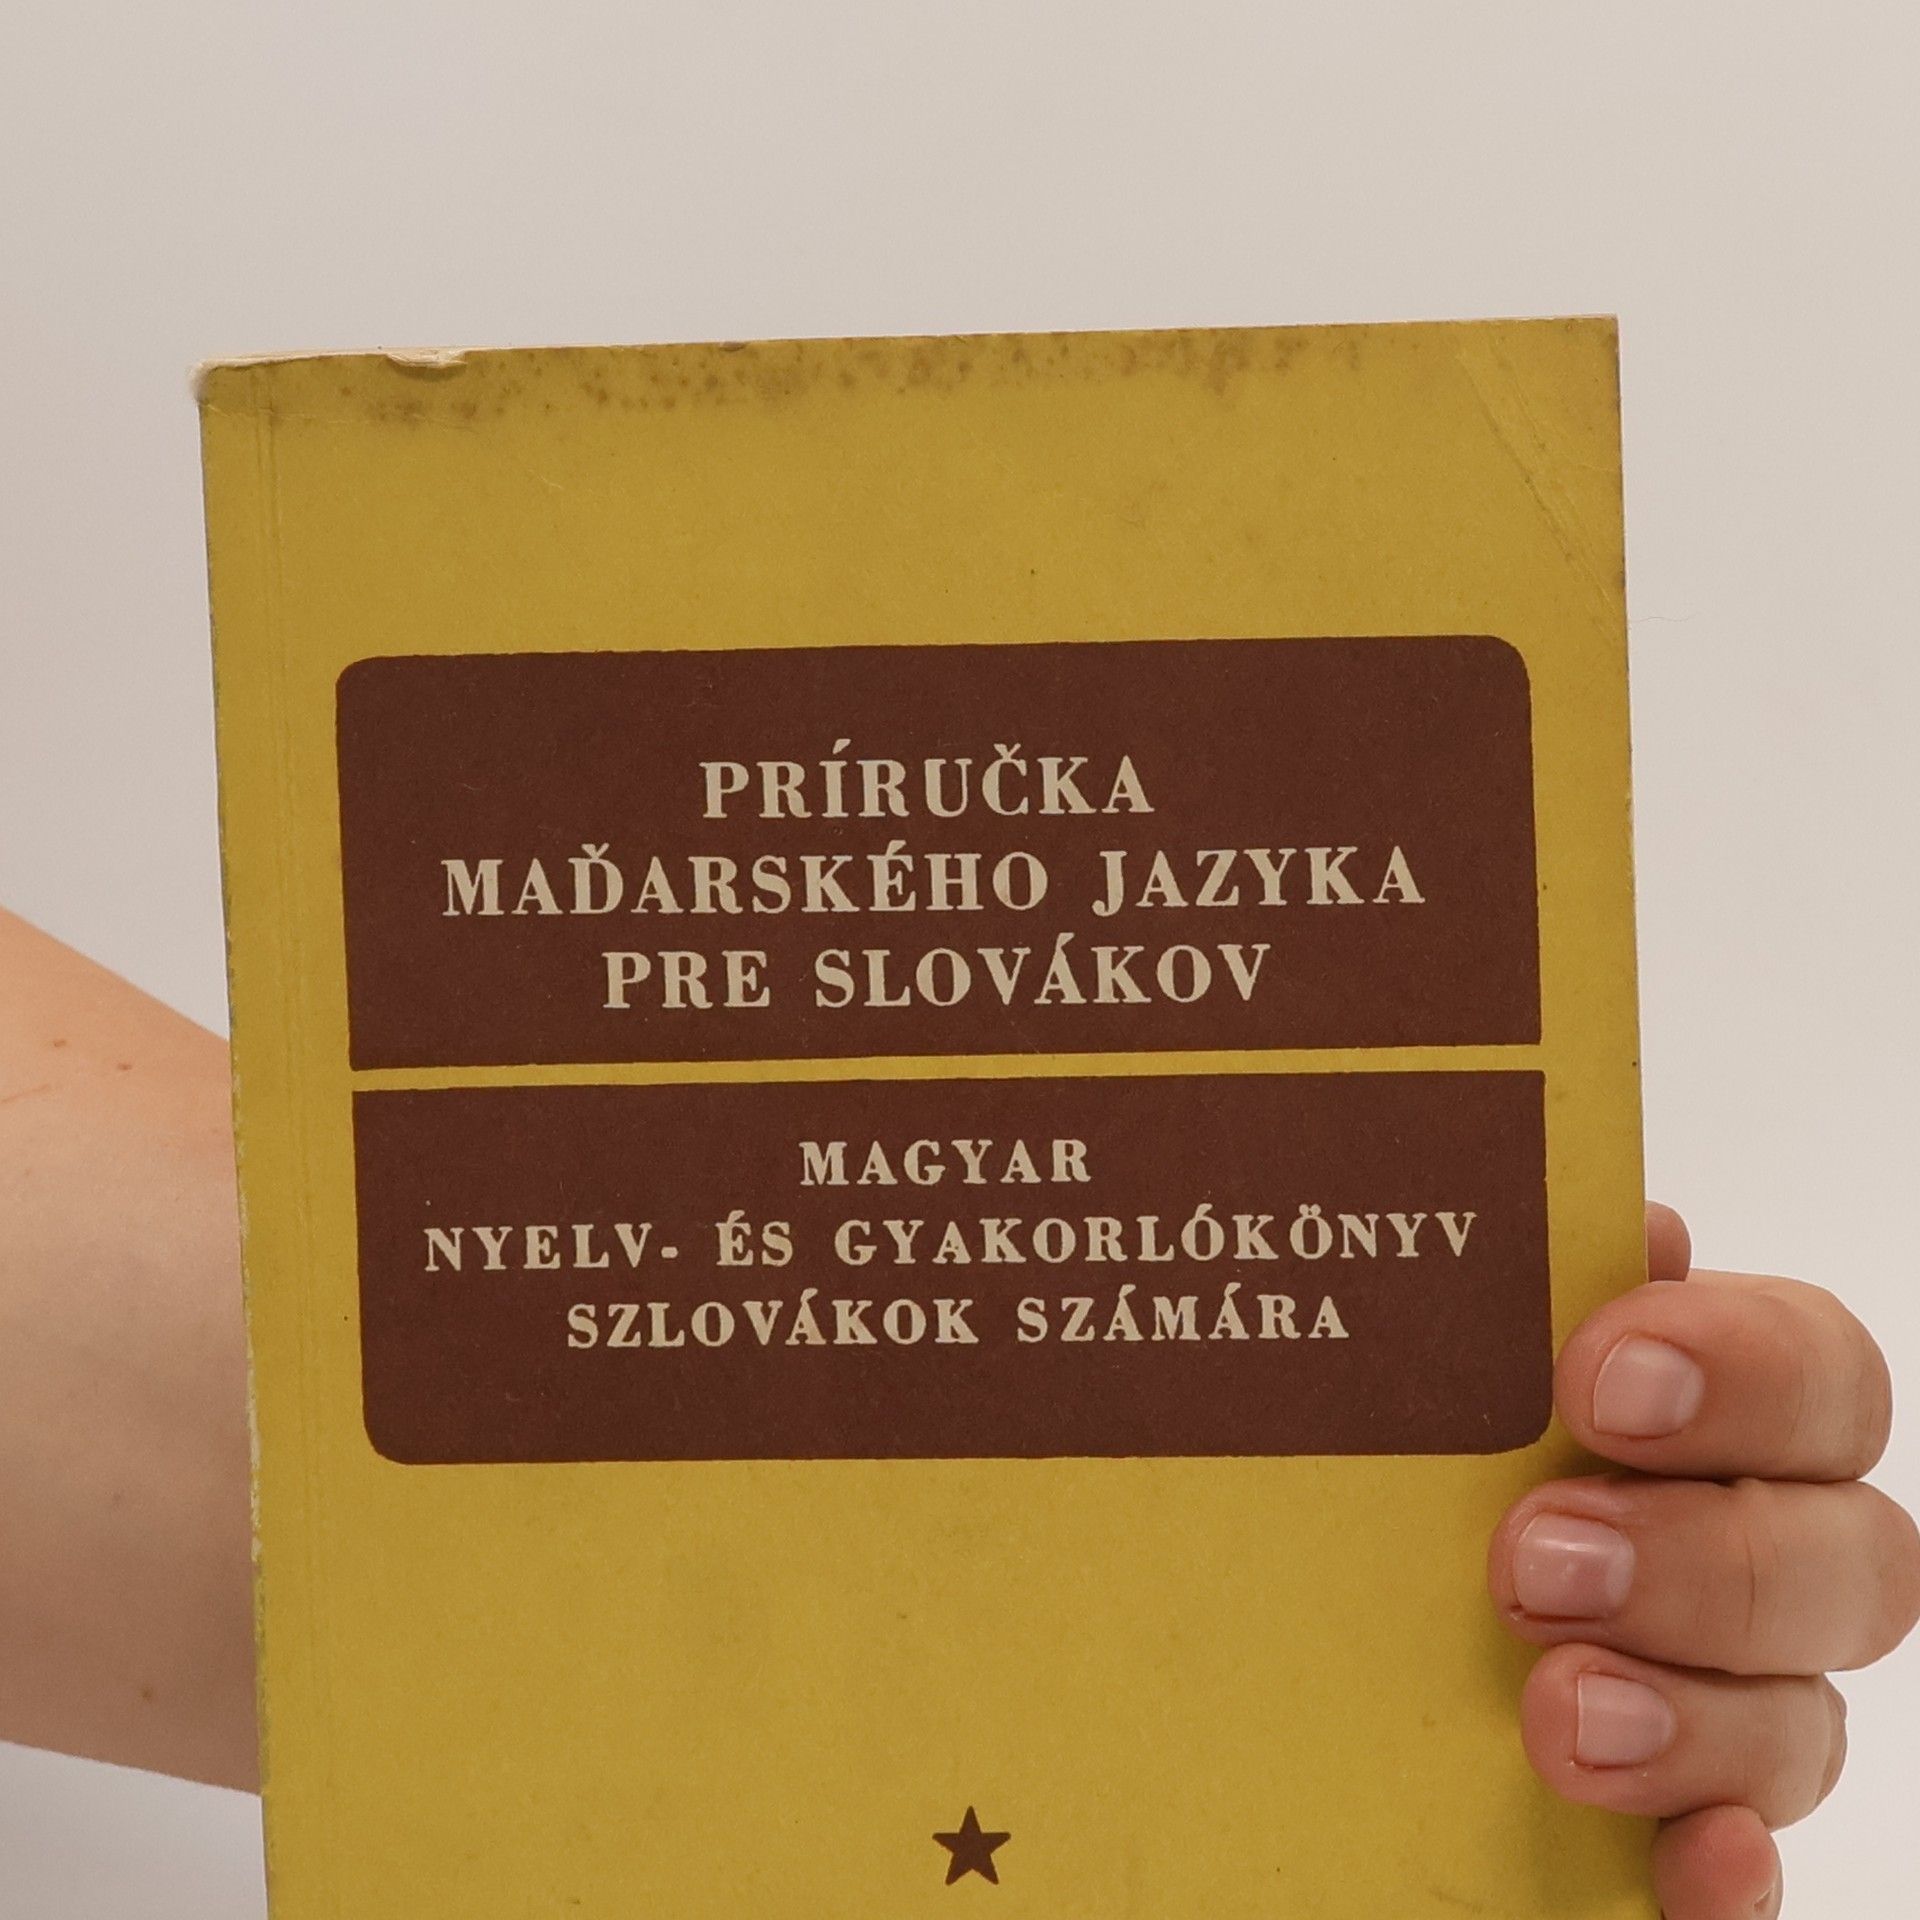 PRÍRUČKA
MAĎARSKÉHO JAZYKA
PRE SLOVÁKOV
MAGYAR
NYELV- ÉS GYAKORLÓKÖNYV
SZLOVÁKOK SZÁMÁRA